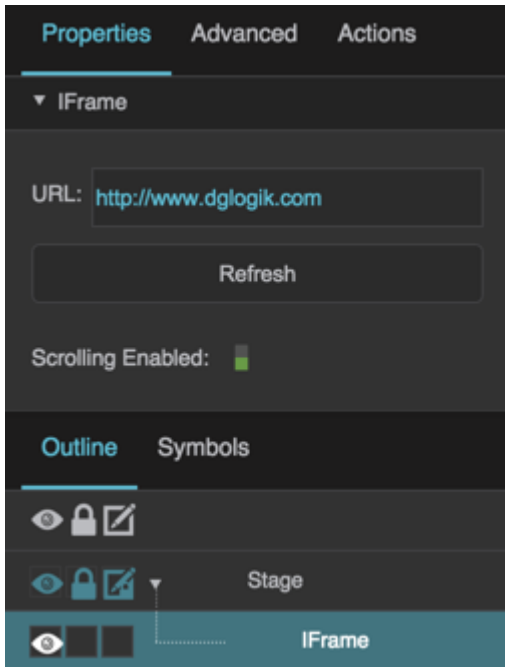 Properties Advanced Actions
IFrame
URL: http://www.dglogik.com
Refresh
Scrolling Enabled:
Outline Symbols
Stage
IFrame